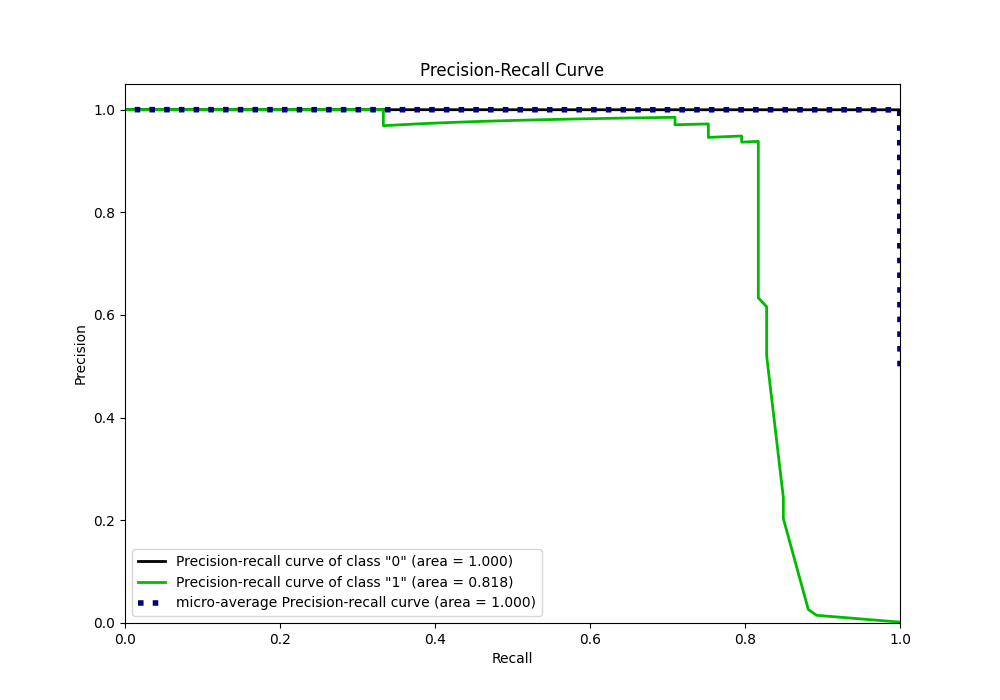 Precision-Recall Curve
1.0
0.8
0.6
0.4
0.2
0.0
Precision
Precision-recall curve of class "0" (area = 1.000)
Precision-recall curve of class "1" (area = 0.818)
micro-average Precision-recall curve (area = 1.000)
0.0 0.2 0.4 0.6 0.8 1.0
Recall